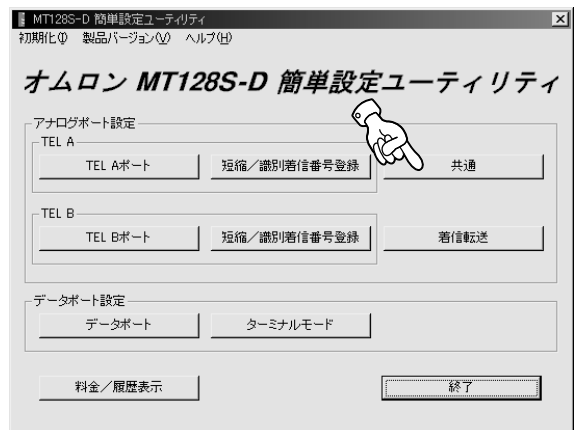 MT128S-D 簡単設定ユーティリティ
初期化(I) 製品バージョン(V) ヘルプ(H)
オムロン MT128S-D 簡単設定ユーティリティ
アナログポート設定
TEL A
TEL Aポート 短縮/識別着信番号登録 共通
TEL B
TEL Bポート 短縮/識別着信番号登録 着信転送
データポート設定
データポート ターミナルモード
料金/履歴表示 終了